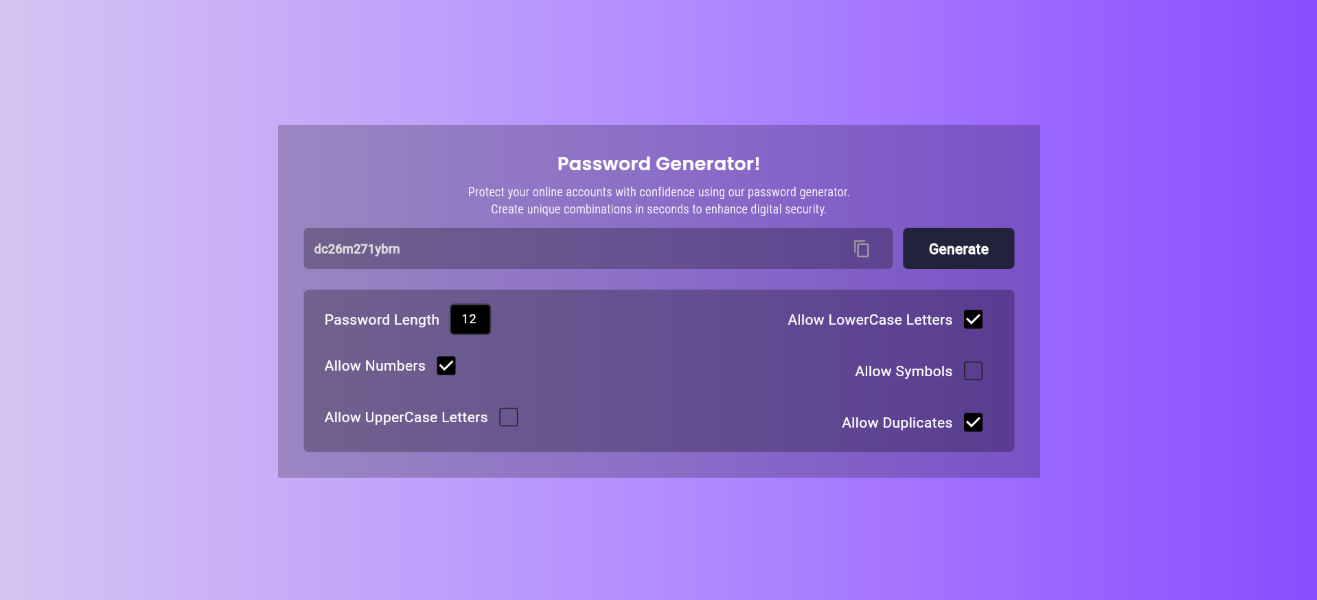 Password Generator!
Protect your online accounts with confidence using our password generator.
Create unique combinations in seconds to enhance digital security.
dc26m271ybrn
Generate
Password Length 12
Allow LowerCase Letters
Allow Numbers
Allow Symbols
Allow UpperCase Letters
Allow Duplicates